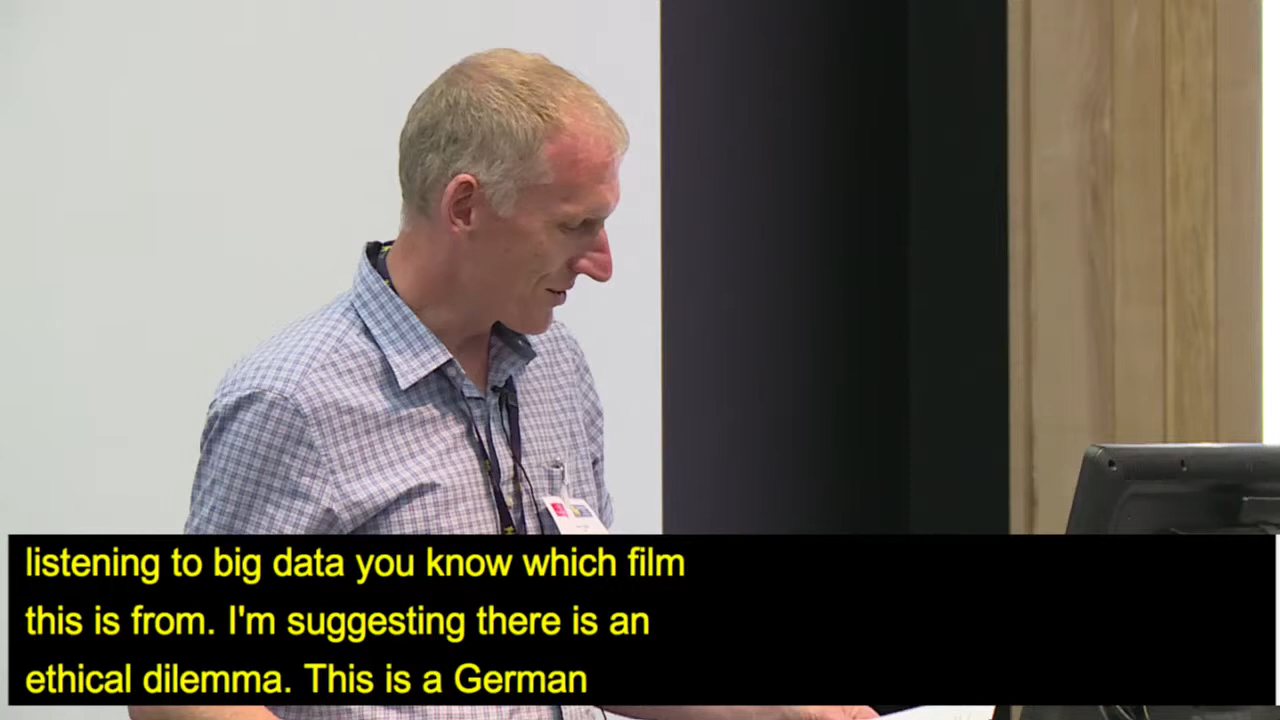 listening to big data you know which film
this is from. I'm suggesting there is an
ethical dilemma. This is a German